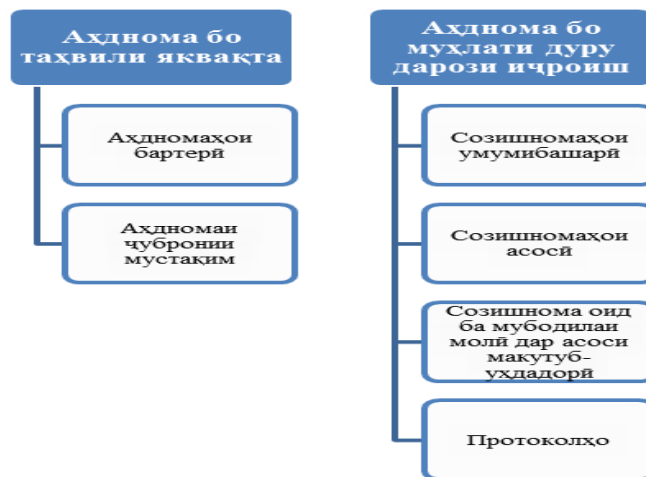 Аҳднома бо
таҳвили яквақта
Аҳдномаҳои
бартерӣ
Аҳдномаи
ҷубронии
мустақим
Аҳднома бо
муҳлати дуру
дарози иҷроиш
Созишномаҳои
умумибашарӣ
Созишномаҳои
асосӣ
Созишнома оид
ба мубодилаи
молӣ дар асоси
макутуб-
уҳдадорӣ
Протоколҳо